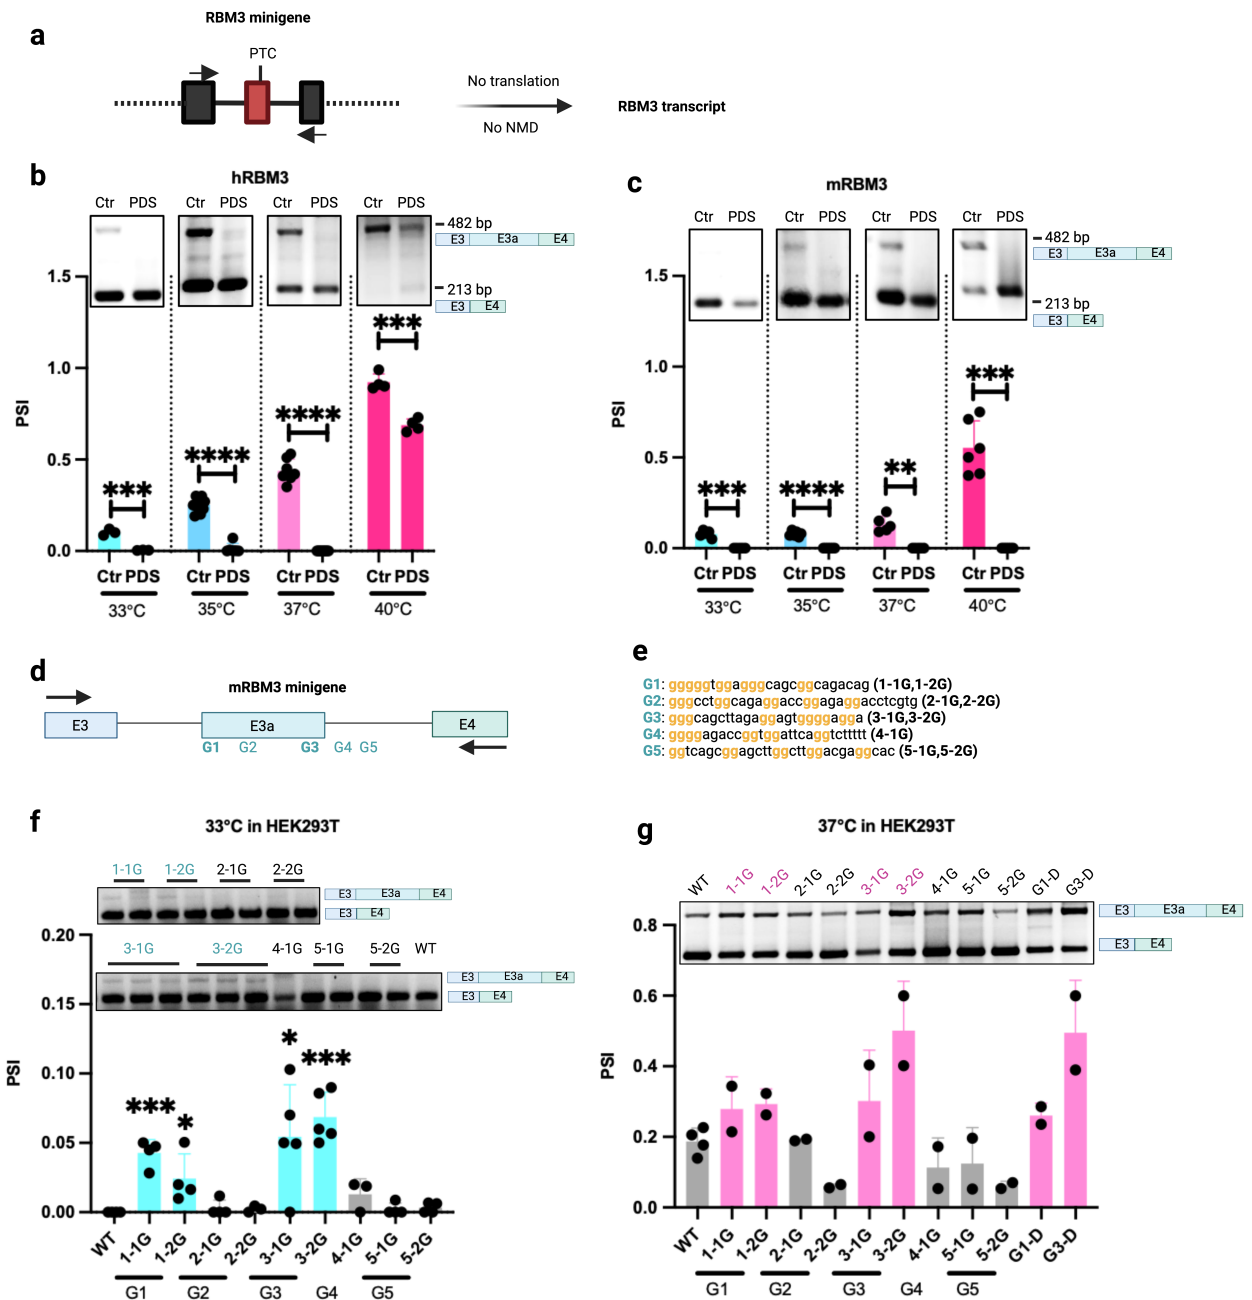 a
RBM3 minigene
PTC
No translation
No NMD
RBM3 transcript
b
hRBM3
Ctr PDS Ctr PDS Ctr PDS Ctr PDS
482 bp
E3 E3a E4
213 bp
E3 E4
PSI
1.5
1.0
0.5
0.0
*** **** **** ***
Ctr PDS Ctr PDS Ctr PDS Ctr PDS
33°C 35°C 37°C 40°C
c
mRBM3
Ctr PDS Ctr PDS Ctr PDS Ctr PDS
482 bp
E3 E3a E4
213 bp
E3 E4
PSI
1.5
1.0
0.5
0.0
*** **** ** ***
Ctr PDS Ctr PDS Ctr PDS Ctr PDS
33°C 35°C 37°C 40°C
d
mRBM3 minigene
E3 E3a E4
G1 G2 G3 G4 G5
e
G1: gggggtggagggcagcggcagacag (1-1G,1-2G)
G2: gggcctggcagaggaccggagaggacctcgtg (2-1G,2-2G)
G3: gggcagcttagaggagtggggagga (3-1G,3-2G)
G4: ggggagaccggtggattcaggtcttttt (4-1G)
G5: ggtcagcggagcttggcttggacgaggcac (5-1G,5-2G)
f
33°C in HEK293T
1-1G 1-2G 2-1G 2-2G
E3 E3a E4
E3 E4
3-1G 3-2G 4-1G 5-1G 5-2G WT
E3 E3a E4
E3 E4
PSI
0.20
0.15
0.10
0.05
0.00
*** * * ***
WT 1-1G 1-2G 2-1G 2-2G 3-1G 3-2G 4-1G 5-1G 5-2G
G1 G2 G3 G4 G5
g
37°C in HEK293T
WT 1-1G 1-2G 2-1G 2-2G 3-1G 3-2G 4-1G 5-1G 5-2G G1-D G3-D
E3 E3a E4
E3 E4
PSI
0.8
0.6
0.4
0.2
0.0
WT 1-1G 1-2G 2-1G 2-2G 3-1G 3-2G 4-1G 5-1G 5-2G G1-D G3-D
G1 G2 G3 G4 G5